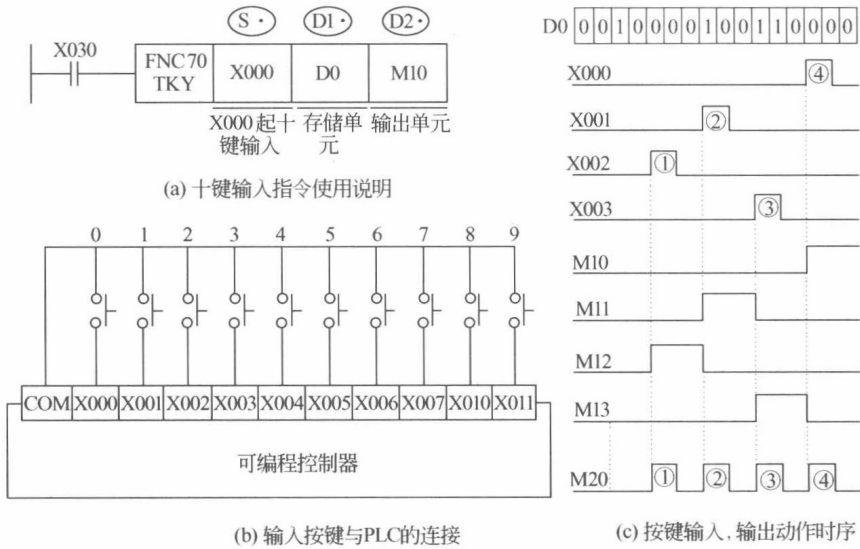 S· D1· D2·
X030
FNC70
TKY
X000
D0
M10
X000起十
键输入
存储单
元
输出单元
(a) 十键输入指令使用说明
0 1 2 3 4 5 6 7 8 9
COM X000 X001 X002 X003 X004 X005 X006 X007 X010 X011
可编程控制器
(b) 输入按键与PLC的连接
D0 0 0 1 0 0 0 0 1 0 0 1 1 0 0 0 0
X000 ④
X001 ②
X002 ①
X003 ③
M10
M11
M12
M13
M20 ① ② ③ ④
(c) 按键输入,输出动作时序